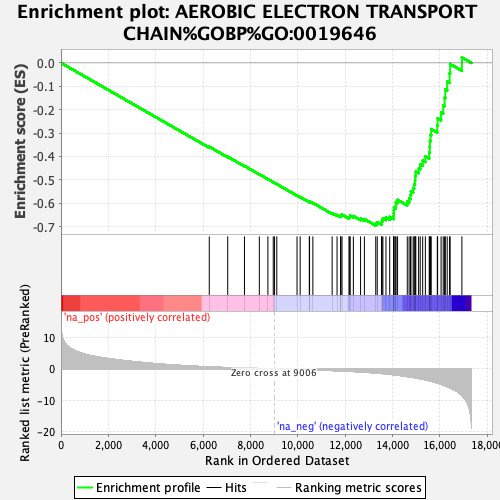 Enrichment plot: AEROBIC ELECTRON TRANSPORT
CHAIN%GOBP%GO:0019646
Enrichment score (ES)
0.0
-0.1
-0.2
-0.3
-0.4
-0.5
-0.6
-0.7
'na_pos' (positively correlated)
Ranked list metric (PreRanked)
10
0
-10
-20
Zero cross at 9006
'na_neg' (negatively correlated)
0
2,000
4,000
6,000
8,000
10,000
12,000
14,000
16,000
18,000
Rank in Ordered Dataset
Enrichment profile
Hits
Ranking metric scores